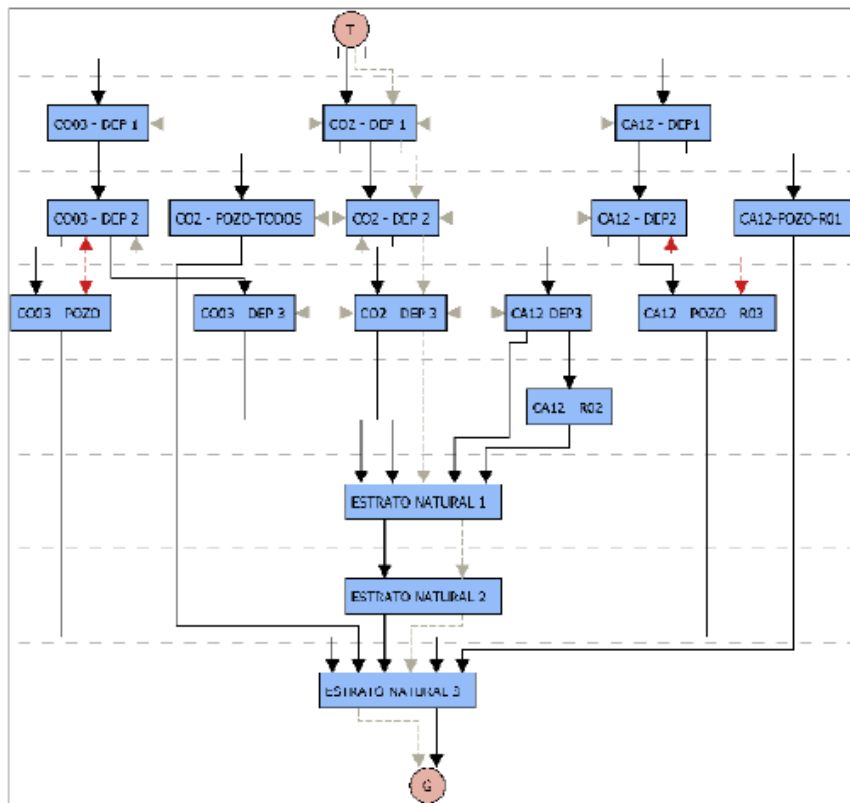 T
CO03 - DEP 1
CO2 - DEP 1
CA12 - DEP1
CO03 - DEP 2
CO2 - POZO-TODOS
CO2 - DEP 2
CA12 - DEP2
CA12-POZO-R01
CO03 POZO
CO03 DEP 3
CO2 DEP 3
CA12 DEP3
CA12 POZO R03
CA12 R02
ESTRATO NATURAL 1
ESTRATO NATURAL 2
ESTRATO NATURAL 3
G